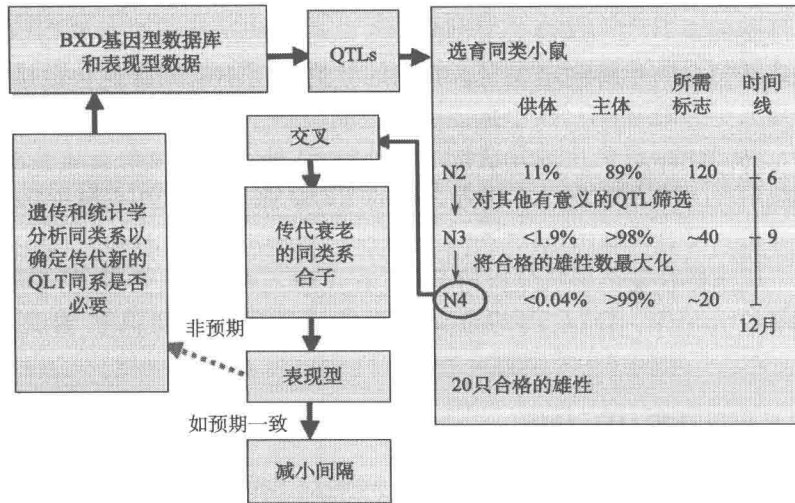 BXD基因型数据库
和表现型数据
QTLs
选育同类小鼠
所需 时间
供体 主体 标志 线
N2 11% 89% 120 6
对其他有意义的QTL筛选
N3 <1.9% >98% ~40 9
将合格的雄性数最大化
N4 <0.04% >99% ~20
12月
20只合格的雄性
交叉
传代衰老
的同类系
合子
遗传和统计学
分析同类系以
确定传代新的
QLT同系是否
必要
非预期
表现型
如预期一致
减小间隔